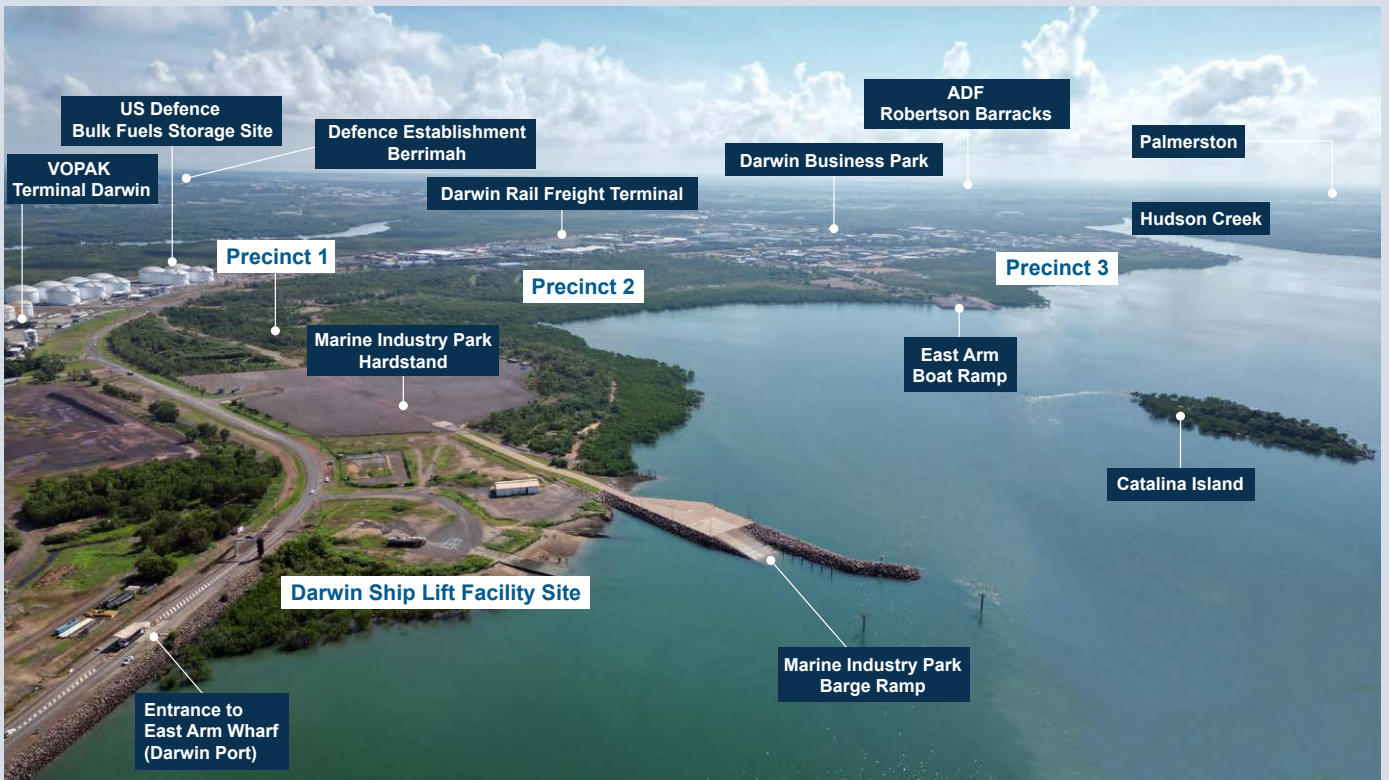 US Defence
Bulk Fuels Storage Site
Defence Establishment
Berrimah
ADF
Robertson Barracks
Palmerston
VOPAK
Terminal Darwin
Darwin Business Park
Darwin Rail Freight Terminal
Hudson Creek
Precinct 1
Precinct 2
Precinct 3
Marine Industry Park
Hardstand
East Arm
Boat Ramp
Catalina Island
Darwin Ship Lift Facility Site
Marine Industry Park
Barge Ramp
Entrance to
East Arm Wharf
(Darwin Port)